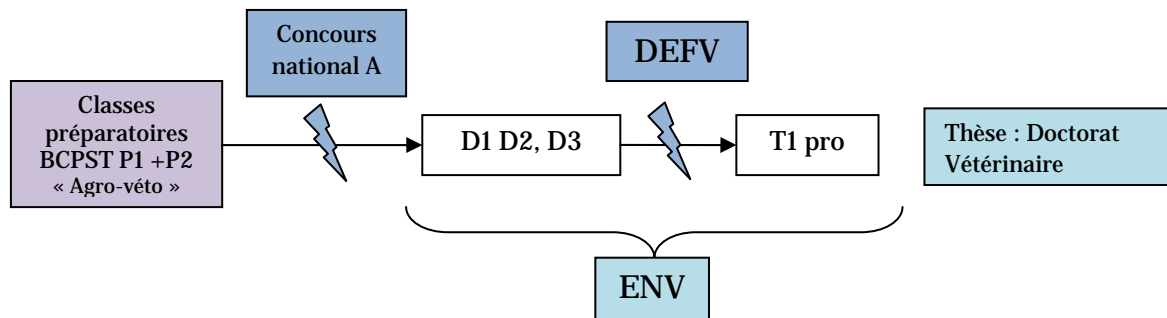 Concours
national A
DEFV
Classes
préparatoires
BCPST P1 +P2
« Agro-véto »
D1 D2, D3
T1 pro
Thèse : Doctorat
Vétérinaire
ENV